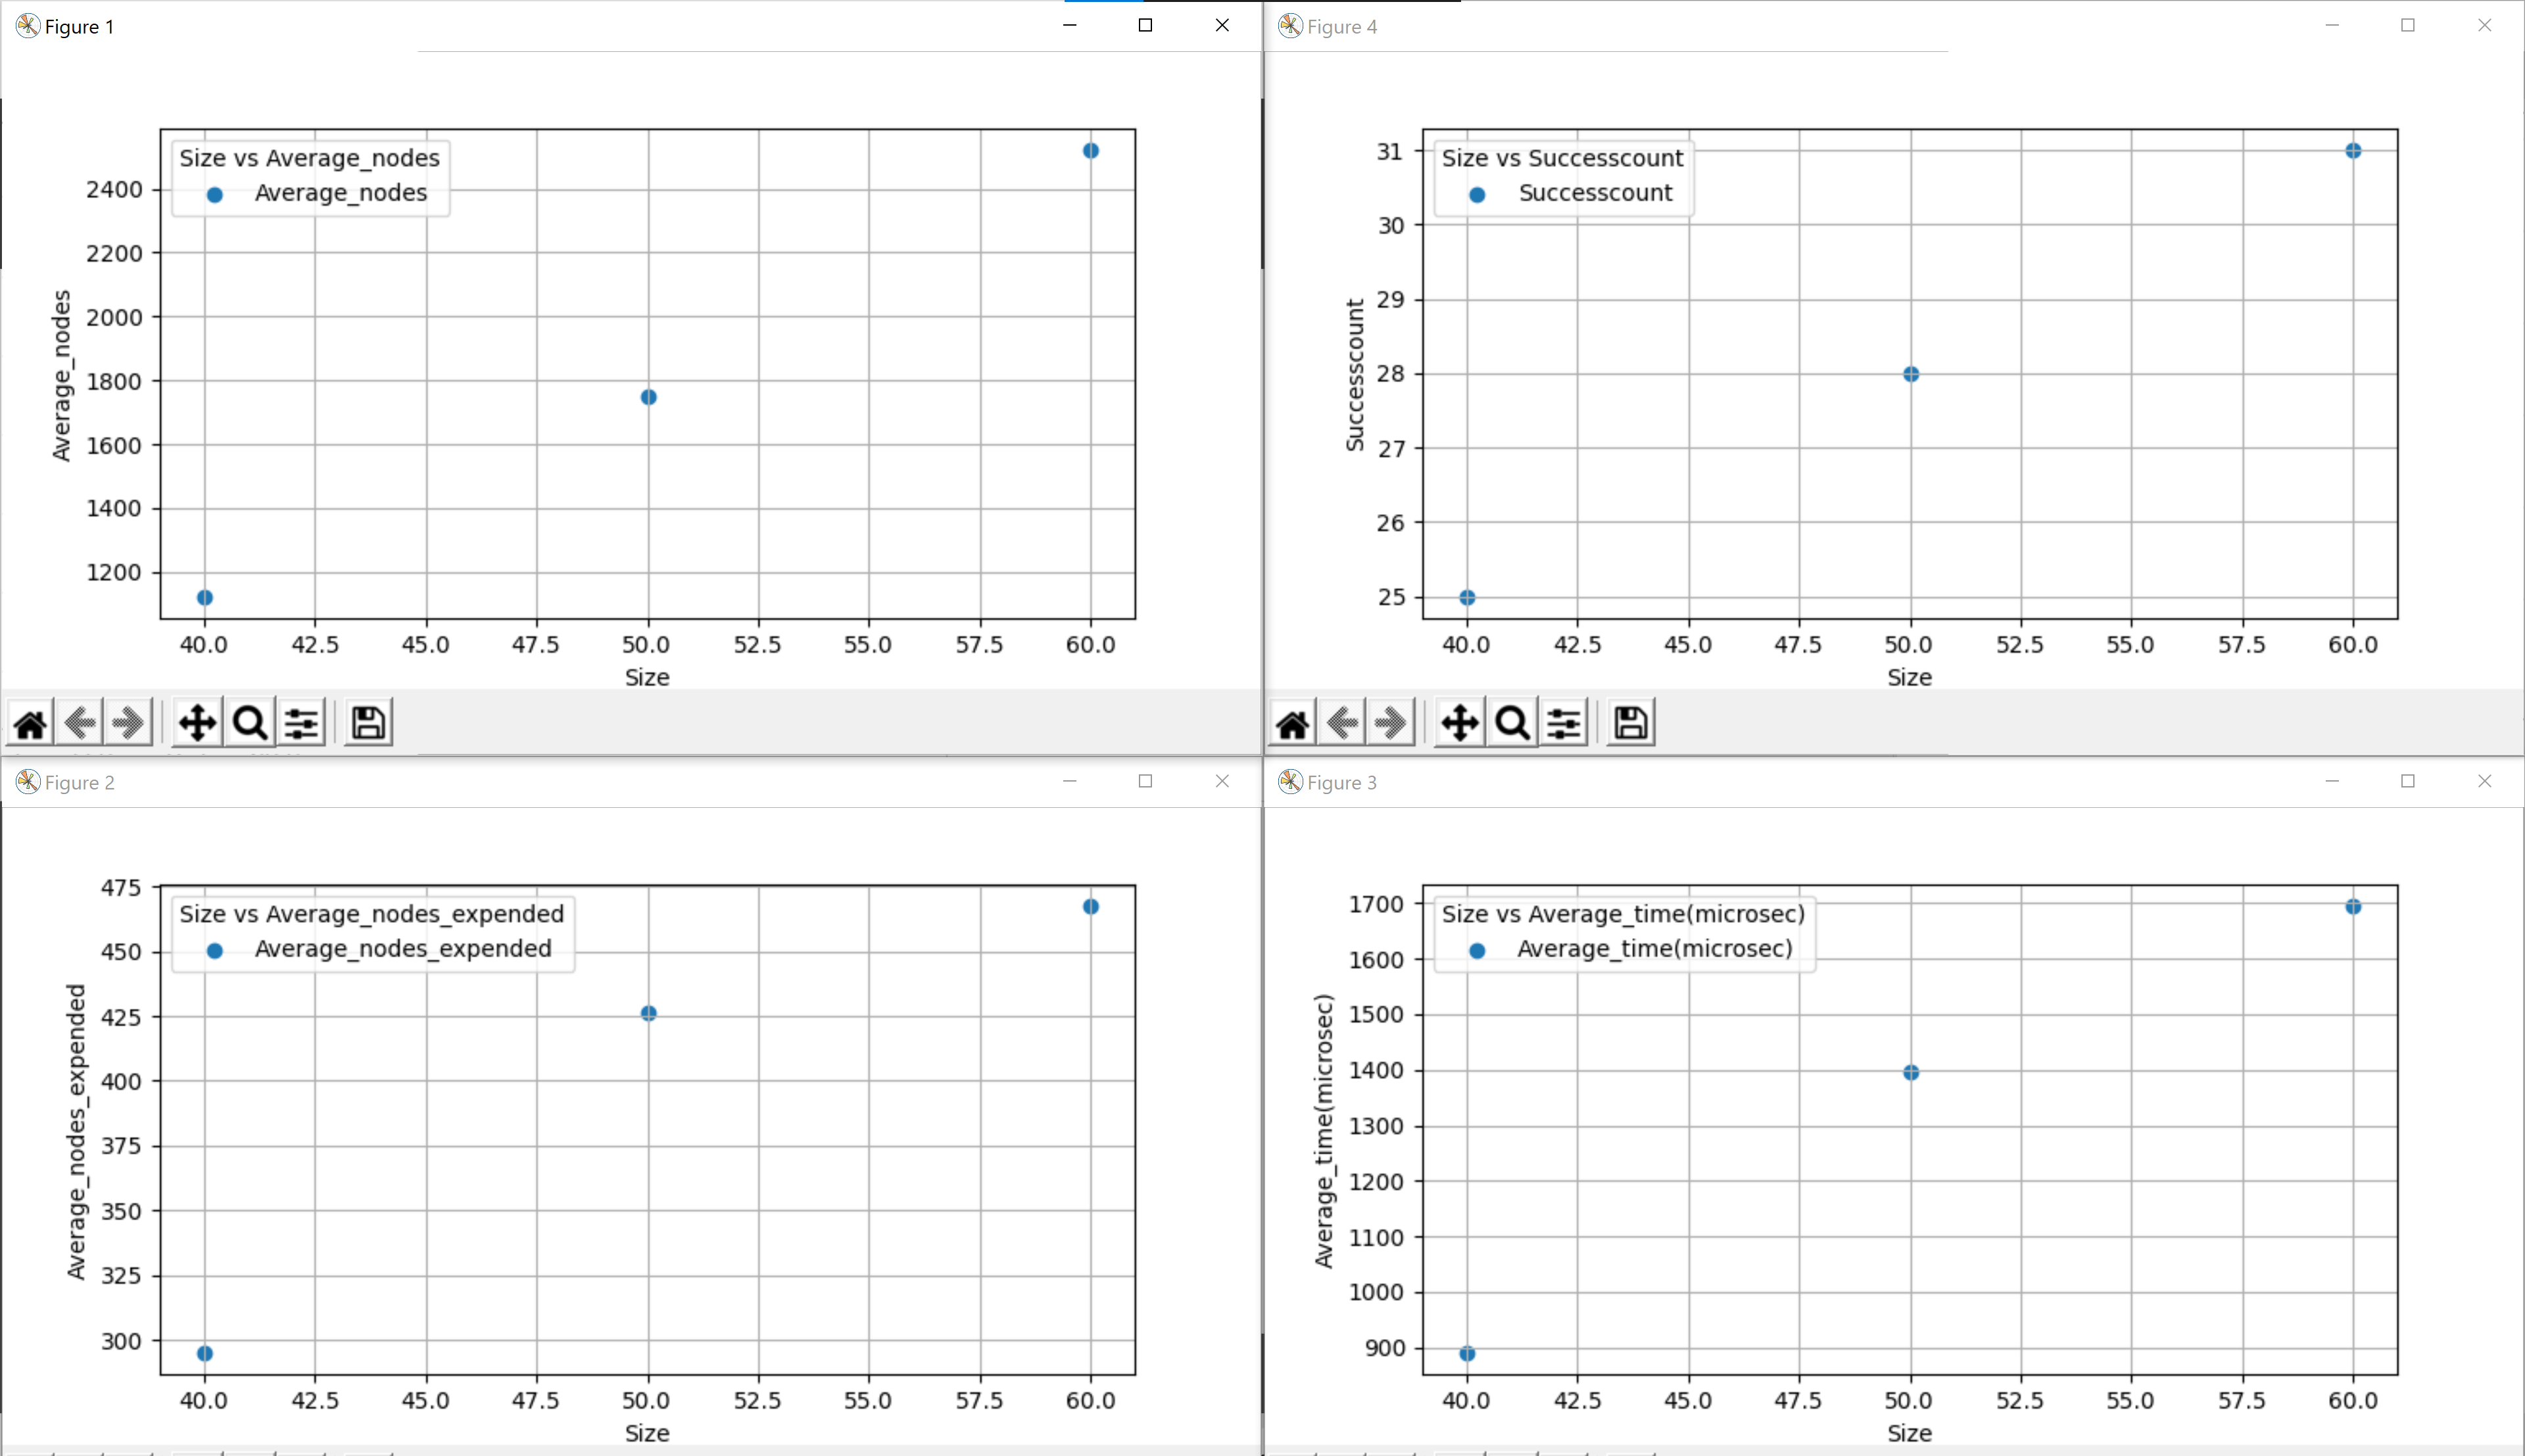 Figure 1
Size vs Average_nodes
Average_nodes
2400
2200
2000
1800
1600
1400
1200
Average_nodes
40.0 42.5 45.0 47.5 50.0 52.5 55.0 57.5 60.0
Size
Figure 4
Size vs Successcount
Successcount
31
30
29
28
27
26
25
Successcount
40.0 42.5 45.0 47.5 50.0 52.5 55.0 57.5 60.0
Size
Figure 2
Size vs Average_nodes_expended
Average_nodes_expended
475
450
425
400
375
350
325
300
Average_nodes_expended
40.0 42.5 45.0 47.5 50.0 52.5 55.0 57.5 60.0
Size
Figure 3
Size vs Average_time(microsec)
Average_time(microsec)
1700
1600
1500
1400
1300
1200
1100
1000
900
Average_time(microsec)
40.0 42.5 45.0 47.5 50.0 52.5 55.0 57.5 60.0
Size